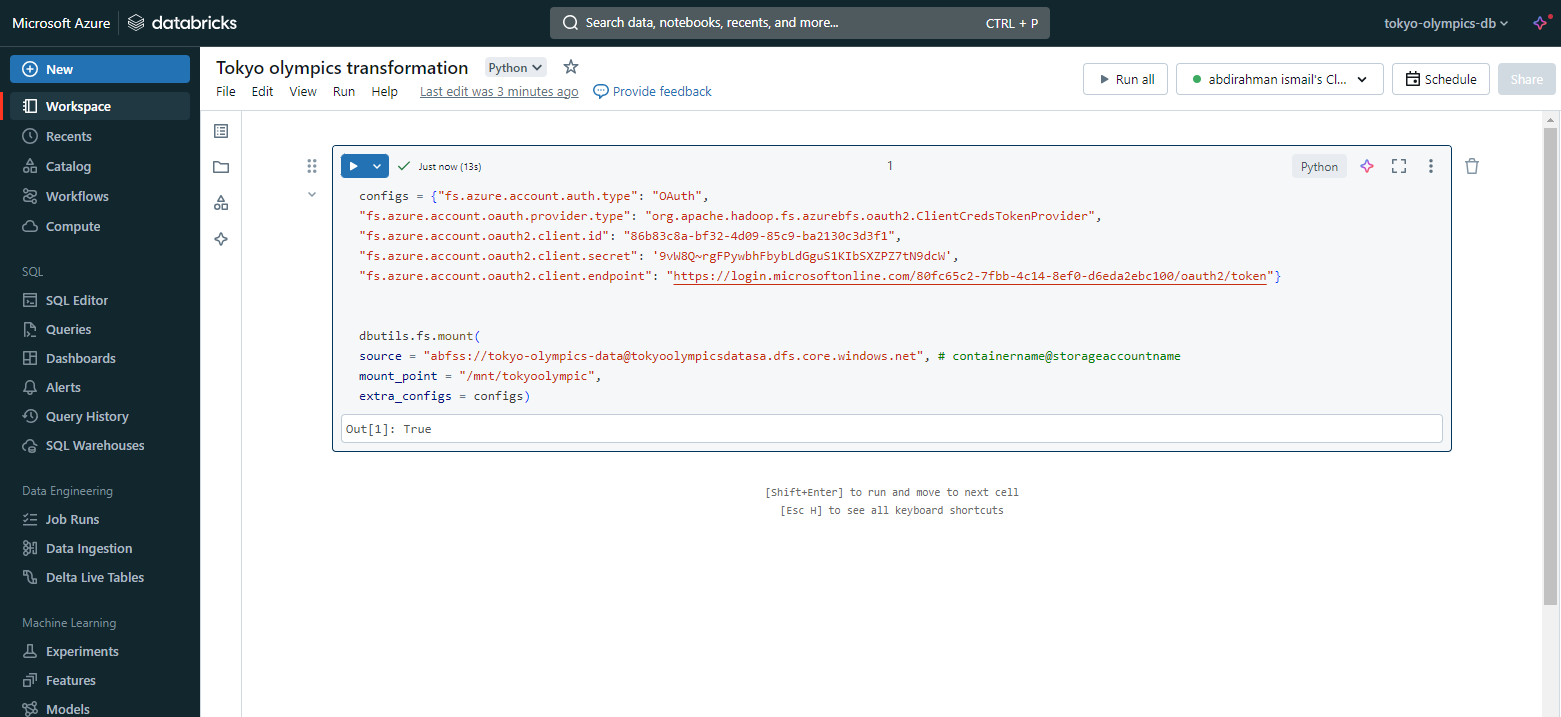 Microsoft Azure databricks Search data, notebooks, recents, and more... CTRL + P tokyo-olympics-db
New
Workspace
Recents
Catalog
Workflows
Compute
SQL
SQL Editor
Queries
Dashboards
Alerts
Query History
SQL Warehouses
Data Engineering
Job Runs
Data Ingestion
Delta Live Tables
Machine Learning
Experiments
Features
Models
Tokyo olympics transformation Python
File Edit View Run Help Last edit was 3 minutes ago Provide feedback
Run all abdirahman ismail's Cl... Schedule Share
Just now (13s) 1 Python
configs = {"fs.azure.account.auth.type": "OAuth",
"fs.azure.account.oauth.provider.type": "org.apache.hadoop.fs.azurebfs.oauth2.ClientCredsTokenProvider",
"fs.azure.account.oauth2.client.id": "86b83c8a-bf32-4d09-85c9-ba2130c3d3f1",
"fs.azure.account.oauth2.client.secret": '9vW8Q~rgFPywbhFbybLdGguS1KIbSXZPZ7tN9dcW',
"fs.azure.account.oauth2.client.endpoint": "https://login.microsoftonline.com/80fc65c2-7fbb-4c14-8ef0-d6eda2ebc100/oauth2/token"}
dbutils.fs.mount(
source = "abfss://tokyo-olympics-data@tokyoolympicsdatasa.dfs.core.windows.net", # containername@storageaccountname
mount_point = "/mnt/tokyoolympic",
extra_configs = configs)
Out[1]: True
[Shift+Enter] to run and move to next cell
[Esc H] to see all keyboard shortcuts